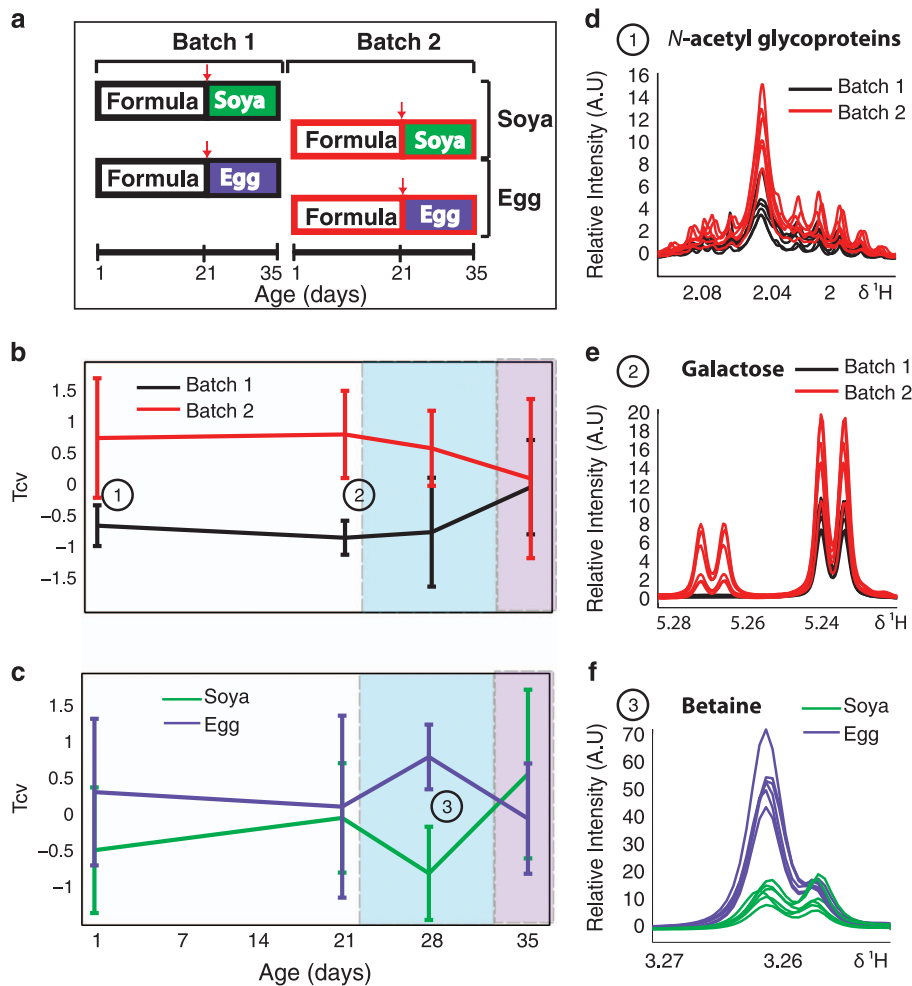 a
Batch 1
Batch 2
Formula Soya
Formula Soya
Soya
Formula Egg
Formula Egg
Egg
1 21 35 1 21 35
Age (days)
b
Tcv
1.5
1
0.5
0
−0.5
−1
−1.5
Batch 1
Batch 2
1
2
c
Tcv
1.5
1
0.5
0
−0.5
−1
Soya
Egg
3
1 7 14 21 28 35
Age (days)
d
1 N-acetyl glycoproteins
Relative Intensity (A.U)
16
14
12
10
8
6
4
2
0
Batch 1
Batch 2
2.08 2.04 2 δ ¹H
e
2 Galactose
Relative Intensity (A.U)
20
18
16
14
12
10
8
6
4
2
0
Batch 1
Batch 2
5.28 5.26 5.24 δ ¹H
f
3 Betaine
Relative Intensity (A.U)
70
60
50
40
30
20
10
0
Soya
Egg
3.27 3.26 δ ¹H